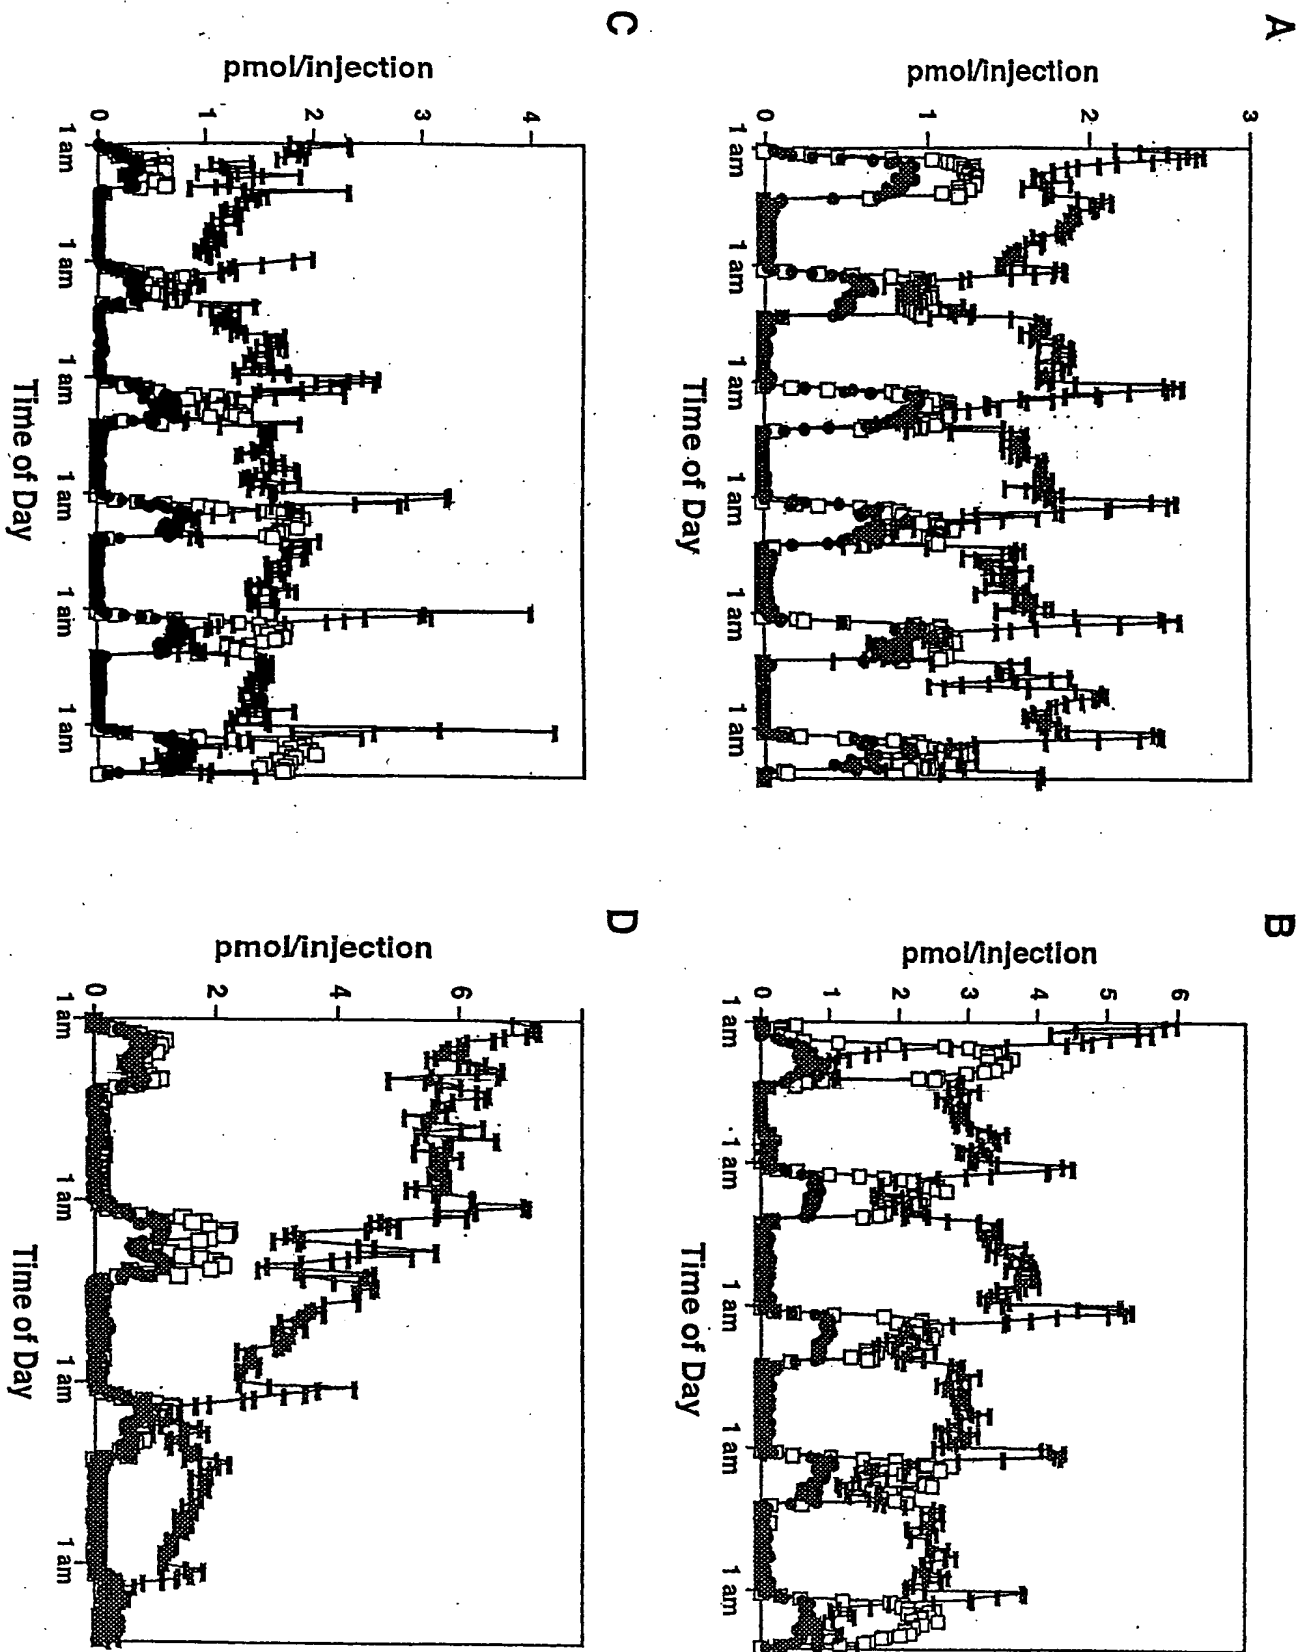 A
pmol/injection
0 1 2 3
1 am 1 am 1 am 1 am 1 am 1 am
Time of Day
B
pmol/injection
0 1 2 3 4 5 6
1 am 1 am 1 am 1 am 1 am
Time of Day
C
pmol/injection
0 1 2 3 4
1 am 1 am 1 am 1 am 1 am 1 am
Time of Day
D
pmol/injection
0 2 4 6
1 am 1 am 1 am 1 am
Time of Day